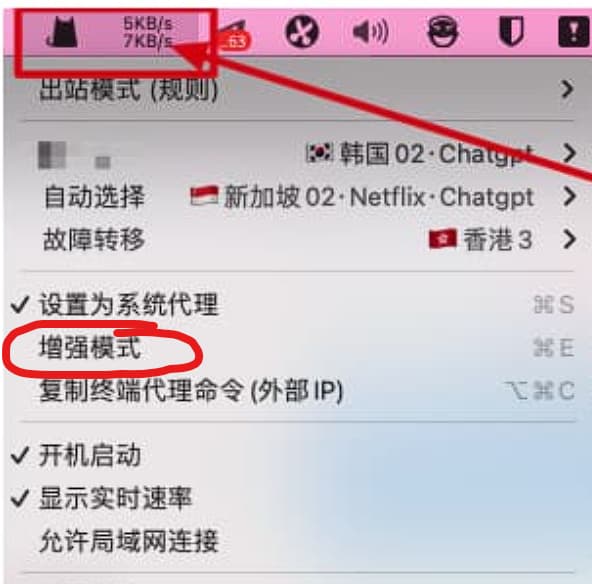 5KB/s
7KB/s
63
出站模式 (规则)
韩国 02·Chatgpt
自动选择 新加坡 02·Netflix·Chatgpt
故障转移 香港 3
✓ 设置为系统代理 ⌘ S
增强模式 ⌘ E
复制终端代理命令 (外部 IP) ⌥ ⌘ C
✓ 开机启动
✓ 显示实时速率
允许局域网连接